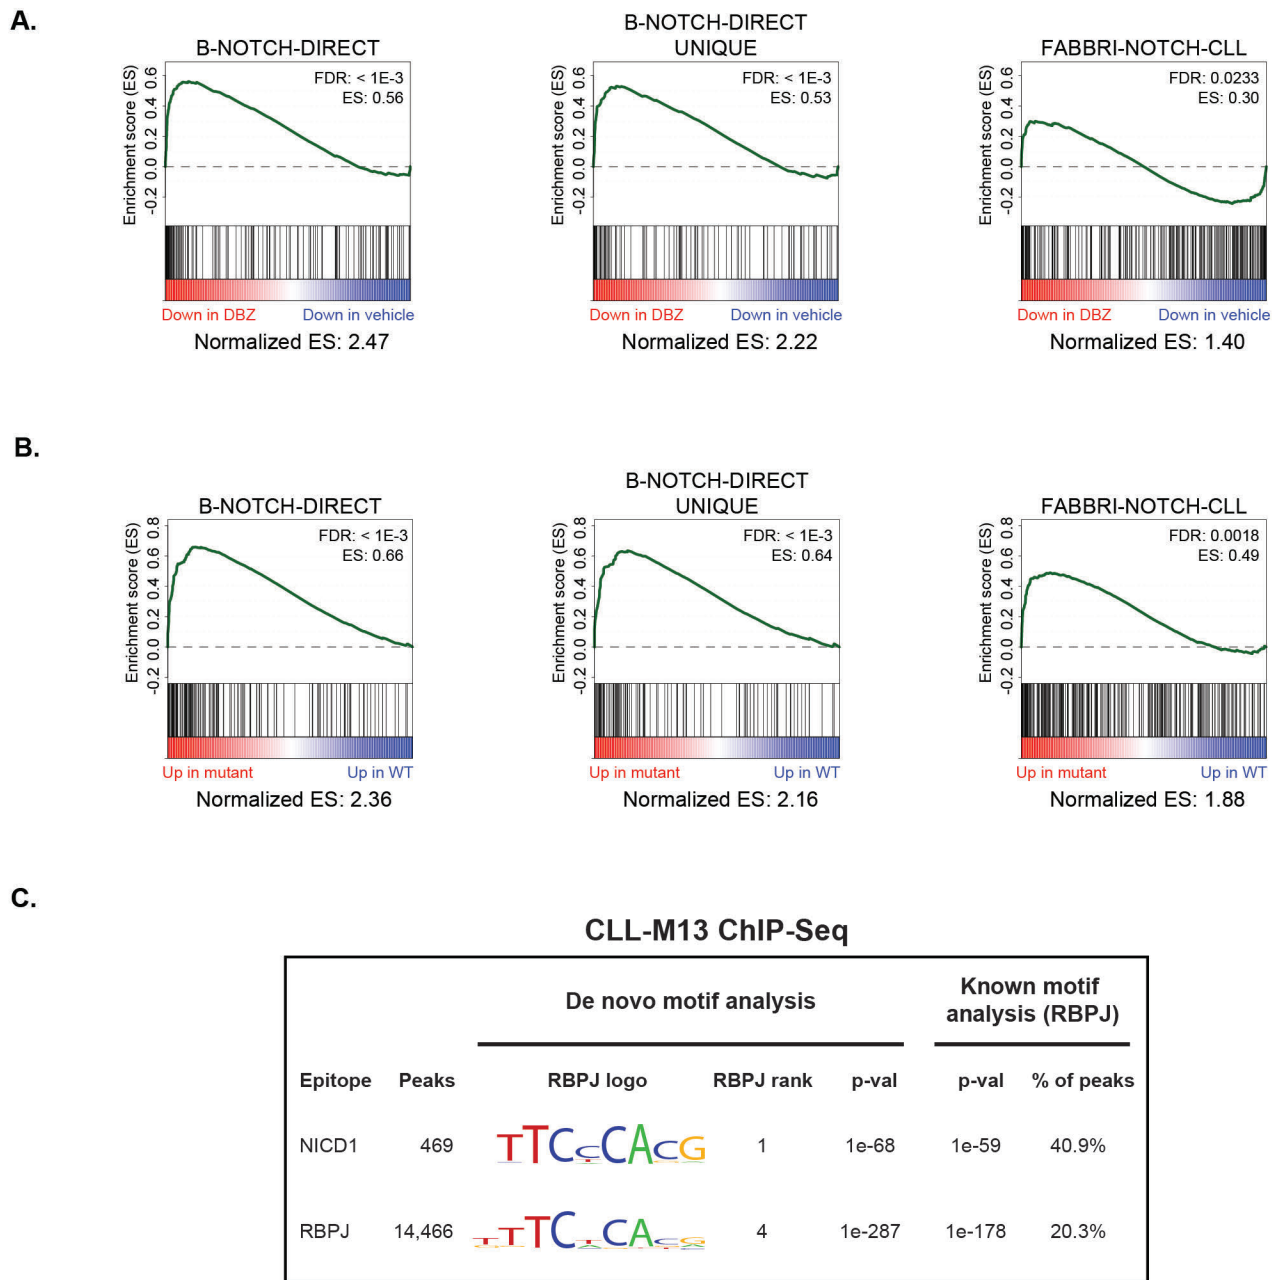 A.
B-NOTCH-DIRECT
Enrichment score (ES)
0.6
0.4
0.2
0.0
-0.2
FDR: < 1E-3
ES: 0.56
Down in DBZ
Down in vehicle
Normalized ES: 2.47
B-NOTCH-DIRECT
UNIQUE
Enrichment score (ES)
0.6
0.4
0.2
0.0
-0.2
FDR: < 1E-3
ES: 0.53
Down in DBZ
Down in vehicle
Normalized ES: 2.22
FABBRI-NOTCH-CLL
Enrichment score (ES)
0.6
0.4
0.2
0.0
-0.2
FDR: 0.0233
ES: 0.30
Down in DBZ
Down in vehicle
Normalized ES: 1.40
B.
B-NOTCH-DIRECT
Enrichment score (ES)
0.8
0.6
0.4
0.2
0.0
-0.2
FDR: < 1E-3
ES: 0.66
Up in mutant
Up in WT
Normalized ES: 2.36
B-NOTCH-DIRECT
UNIQUE
Enrichment score (ES)
0.8
0.6
0.4
0.2
0.0
-0.2
FDR: < 1E-3
ES: 0.64
Up in mutant
Up in WT
Normalized ES: 2.16
FABBRI-NOTCH-CLL
Enrichment score (ES)
0.8
0.6
0.4
0.2
0.0
-0.2
FDR: 0.0018
ES: 0.49
Up in mutant
Up in WT
Normalized ES: 1.88
C.
CLL-M13 ChIP-Seq
De novo motif analysis
Known motif
analysis (RBPJ)
Epitope Peaks RBPJ logo RBPJ rank p-val p-val % of peaks
NICD1 469 TTCCCACG 1 1e-68 1e-59 40.9%
RBPJ 14,466 TTTCTCACG 4 1e-287 1e-178 20.3%